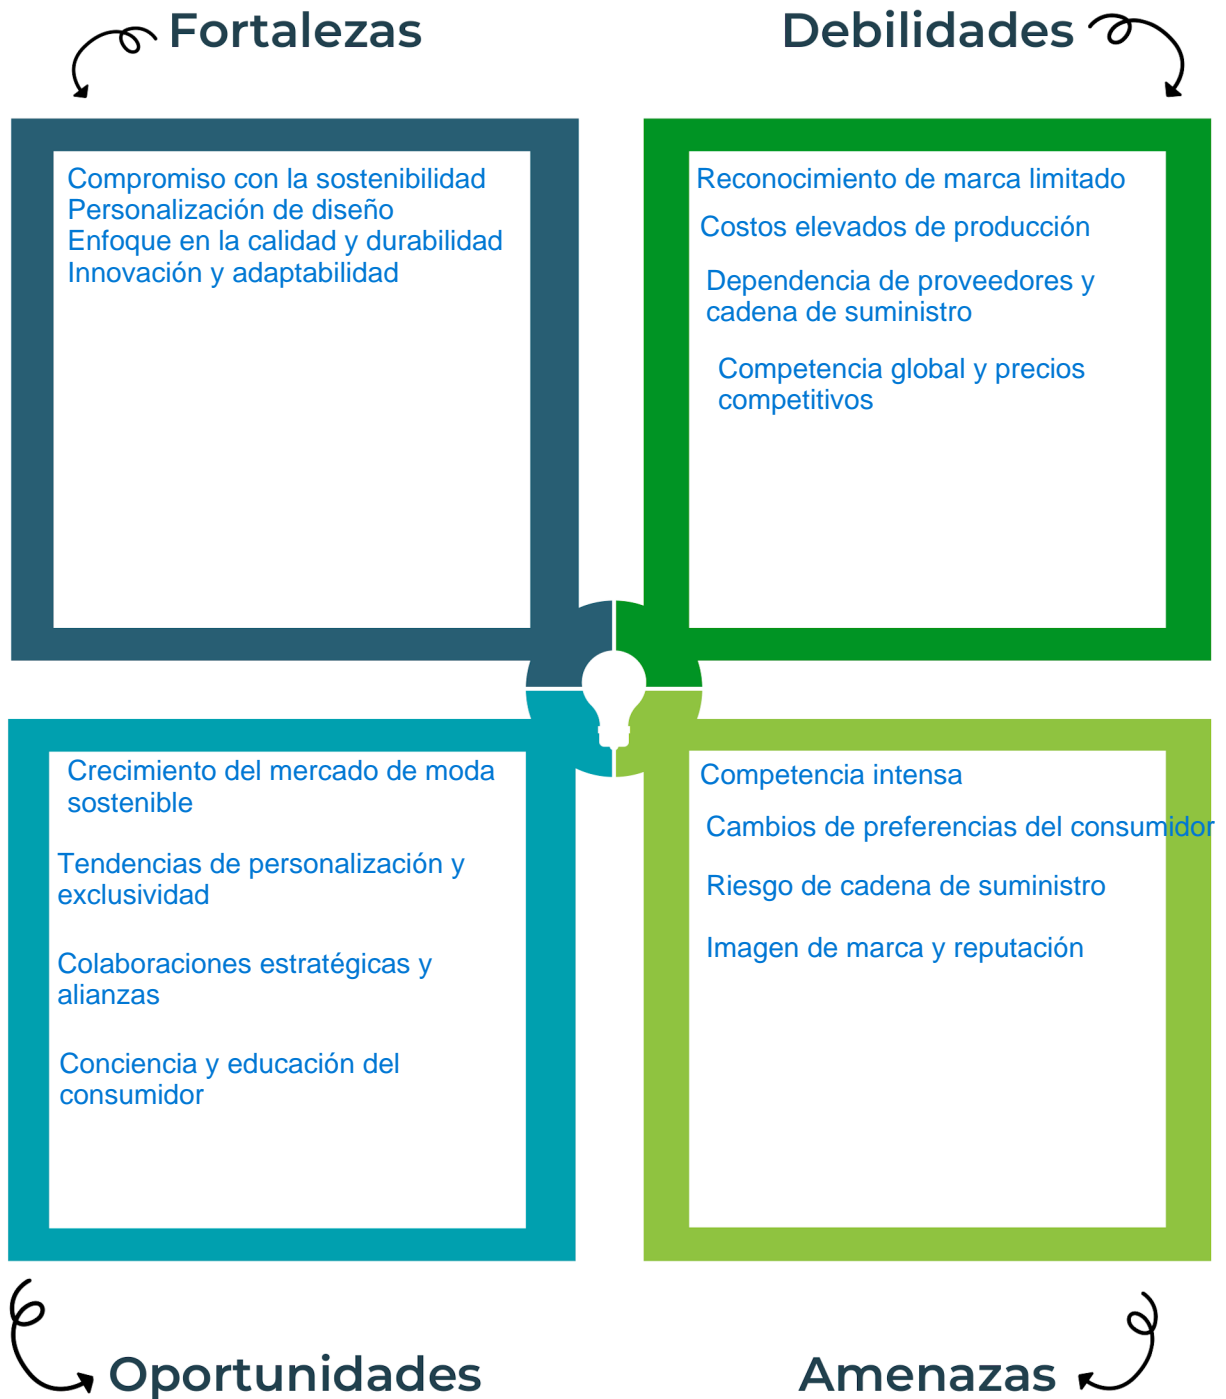 Fortalezas
Compromiso con la sostenibilidad
Personalización de diseño
Enfoque en la calidad y durabilidad
Innovación y adaptabilidad
Debilidades
Reconocimiento de marca limitado
Costos elevados de producción
Dependencia de proveedores y
cadena de suministro
Competencia global y precios
competitivos
Crecimiento del mercado de moda
sostenible
Tendencias de personalización y
exclusividad
Colaboraciones estratégicas y
alianzas
Conciencia y educación del
consumidor
Oportunidades
Competencia intensa
Cambios de preferencias del consumidor
Riesgo de cadena de suministro
Imagen de marca y reputación
Amenazas